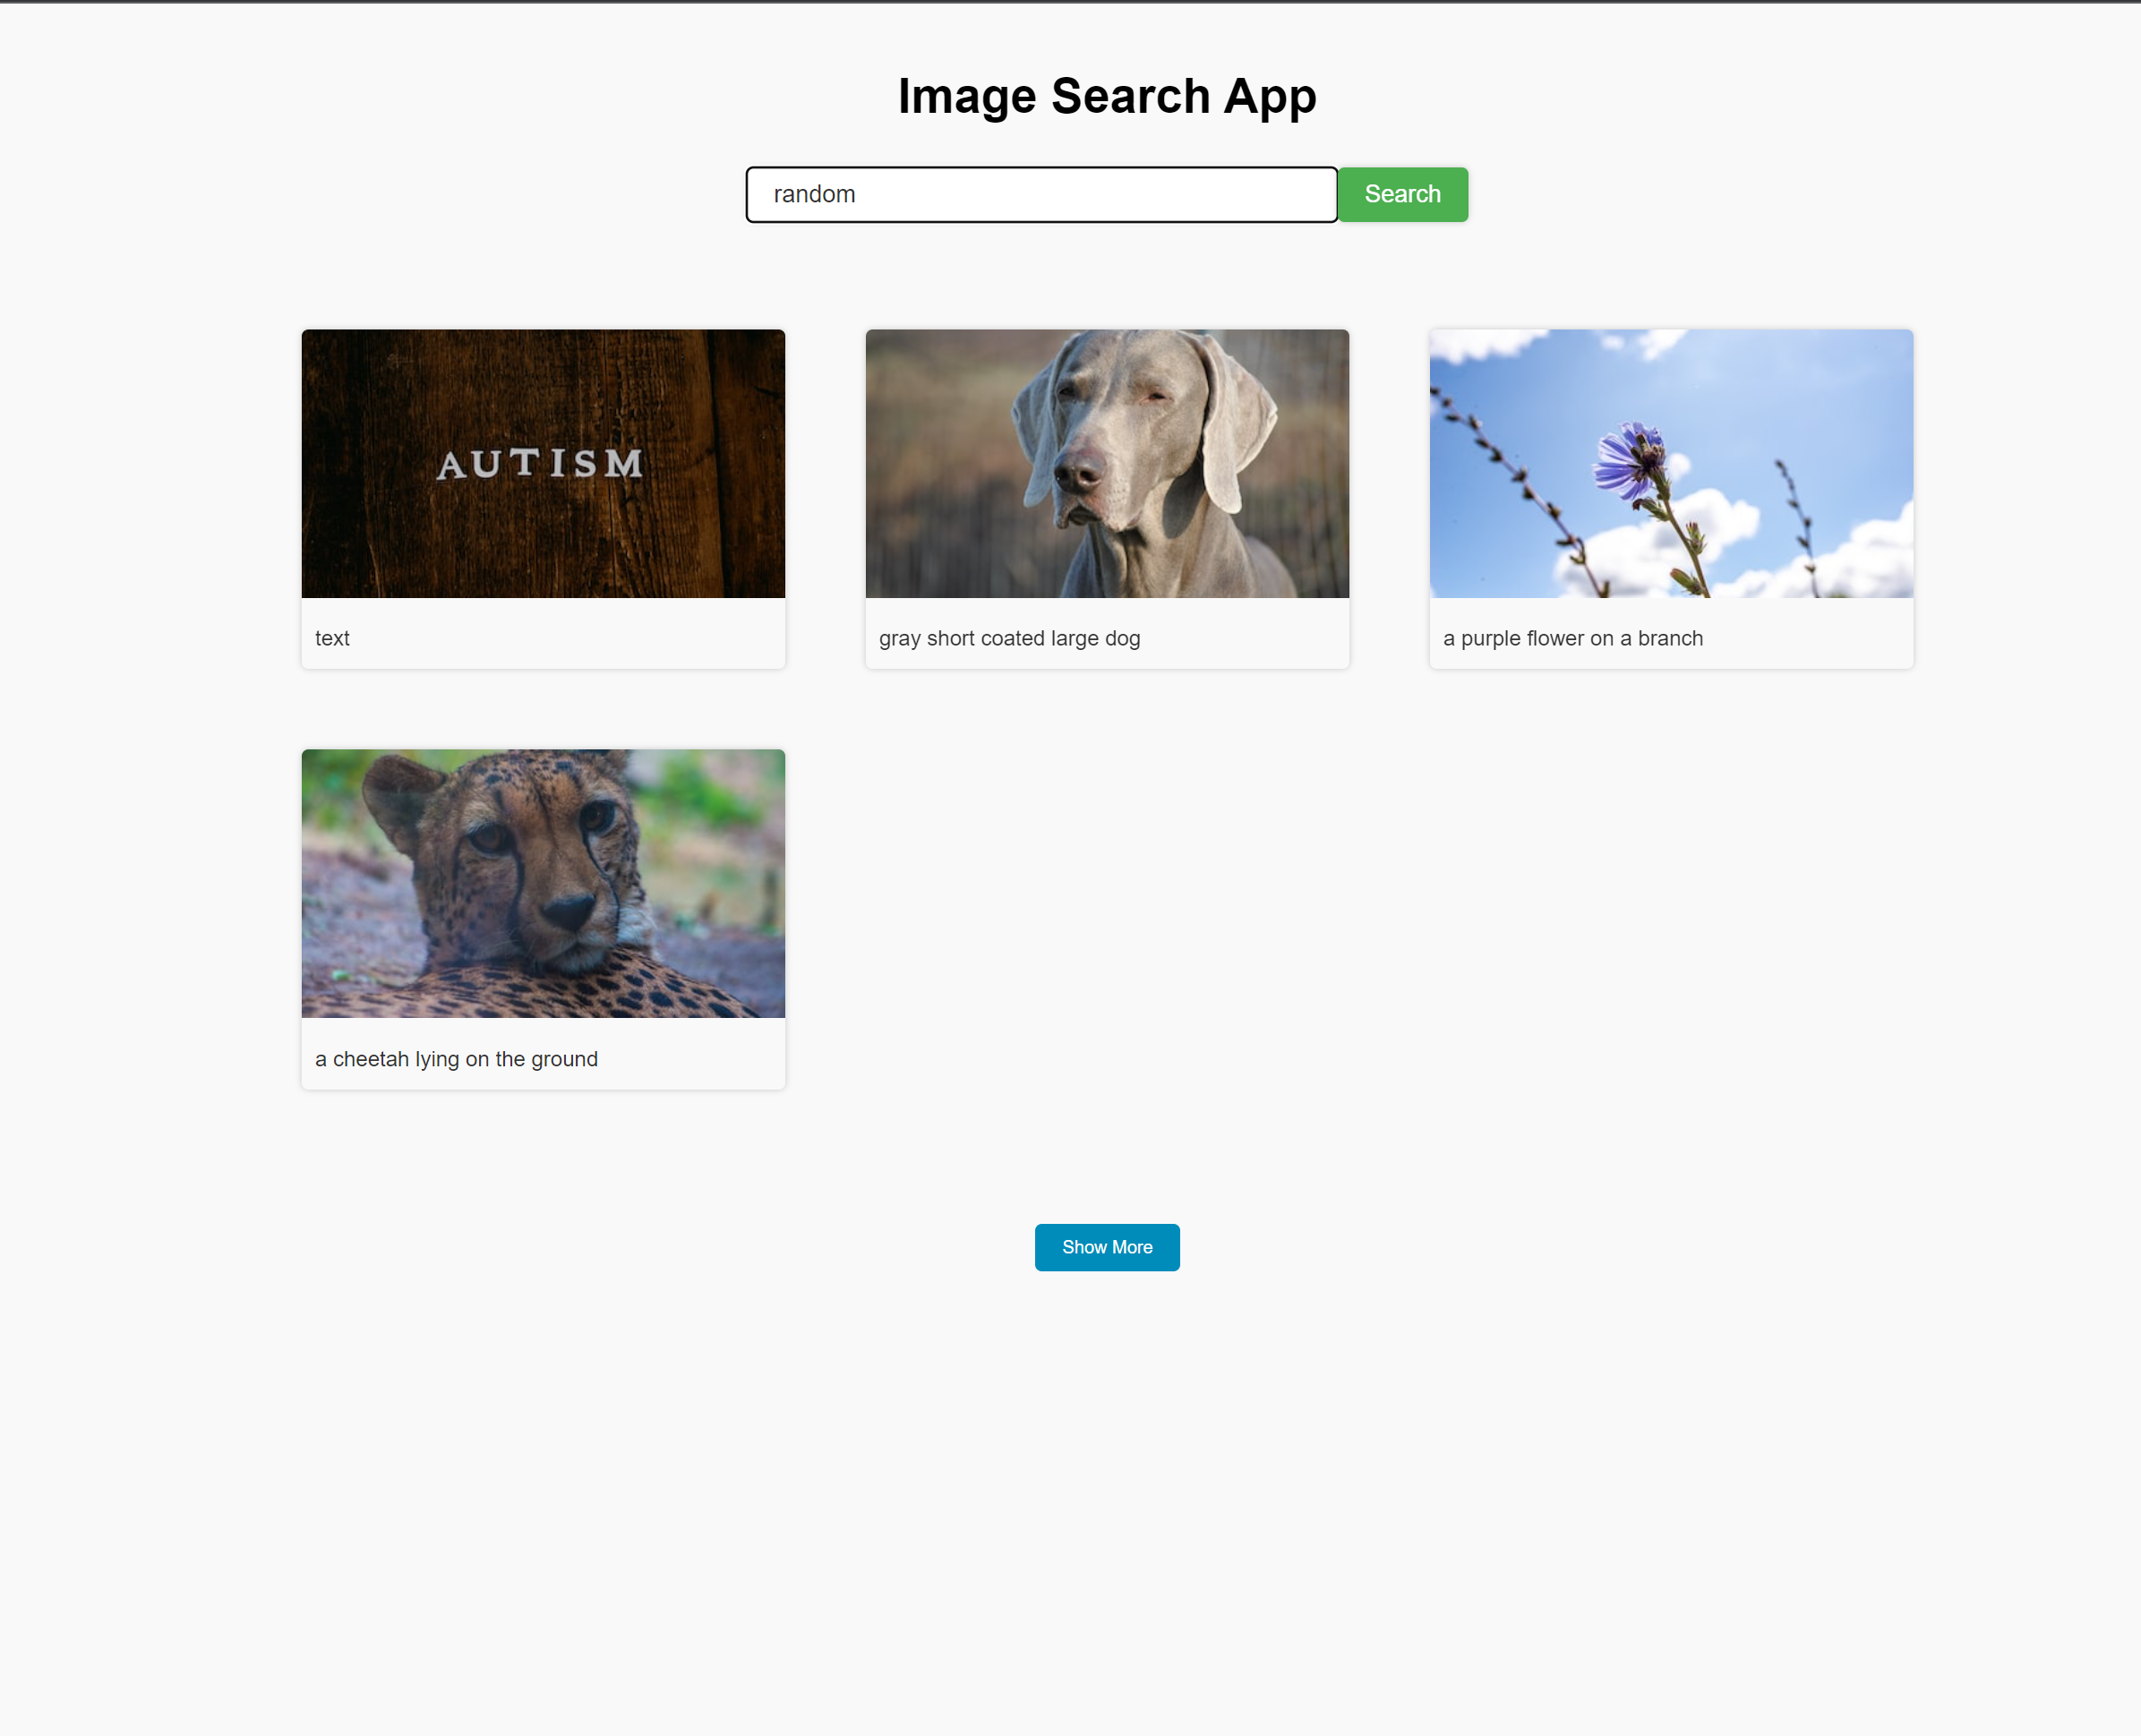 Image Search App
random
Search
AUTISM
text
gray short coated large dog
a purple flower on a branch
a cheetah lying on the ground
Show More